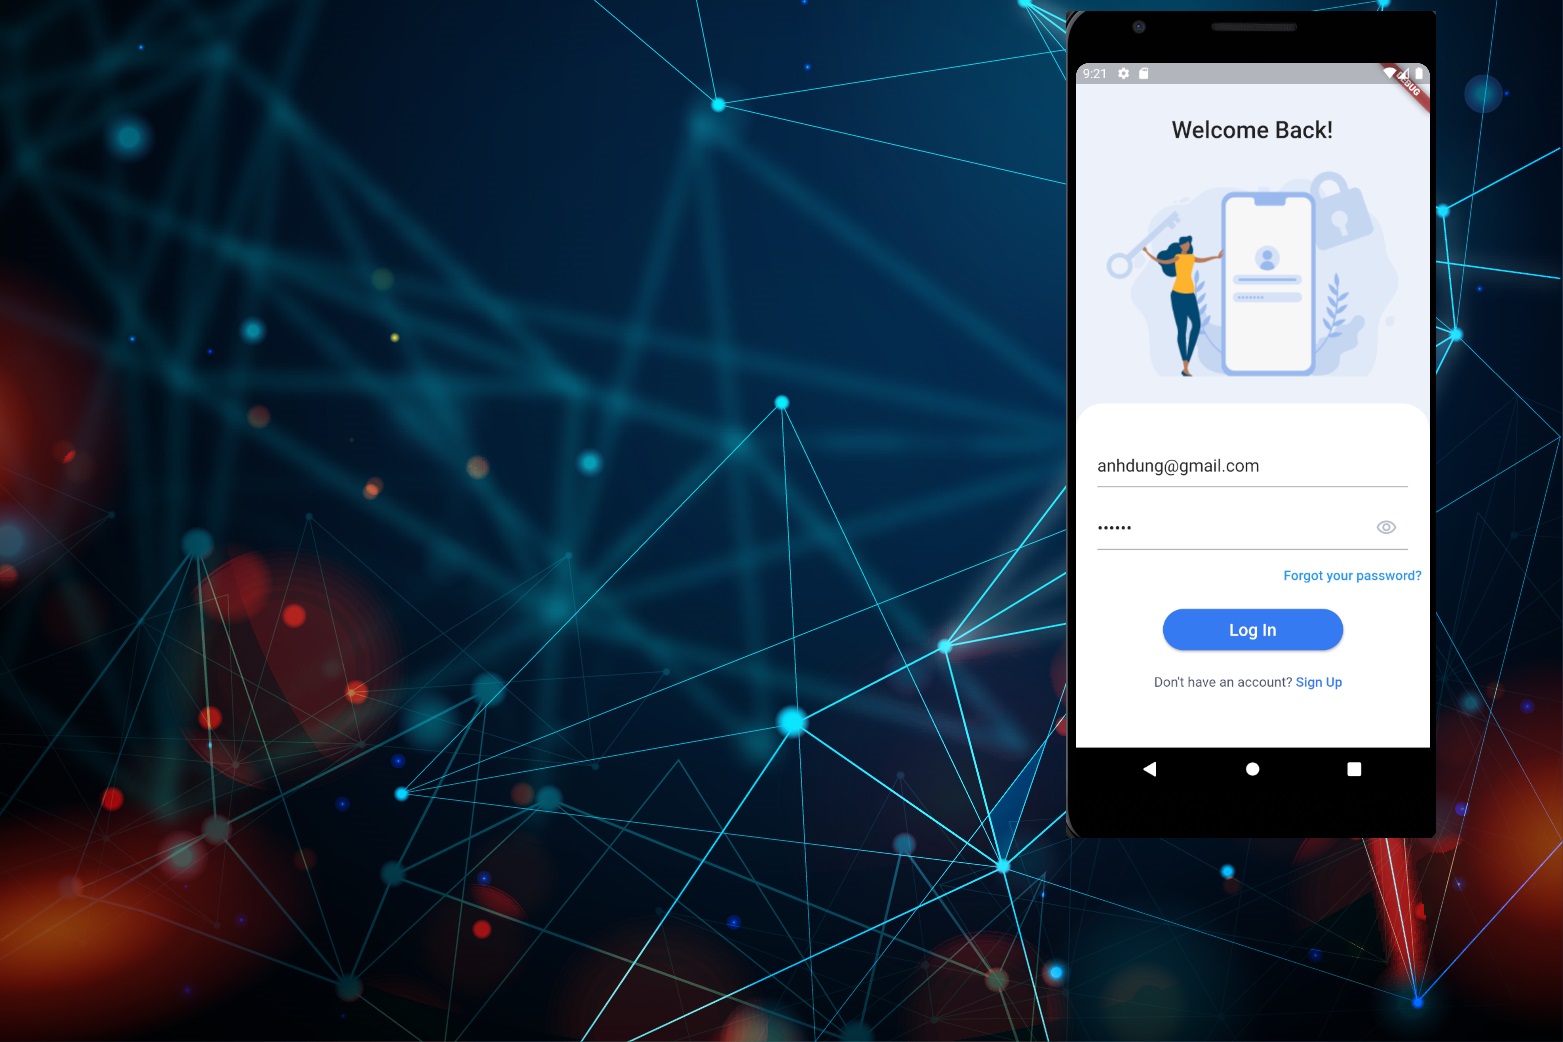 9:21
DEBUG
Welcome Back!
anhdung@gmail.com
••••••
Forgot your password?
Log In
Don't have an account? Sign Up